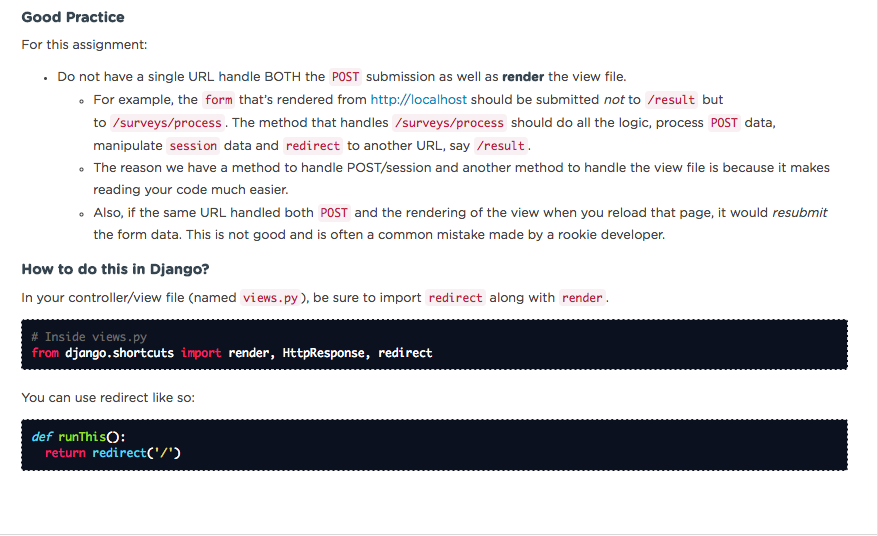 Good Practice
For this assignment:
• Do not have a single URL handle BOTH the POST submission as well as render the view file.
◦ For example, the form that's rendered from http://localhost should be submitted not to /result but
to /surveys/process. The method that handles /surveys/process should do all the logic, process POST data,
manipulate session data and redirect to another URL, say /result.
◦ The reason we have a method to handle POST/session and another method to handle the view file is because it makes
reading your code much easier.
◦ Also, if the same URL handled both POST and the rendering of the view when you reload that page, it would resubmit
the form data. This is not good and is often a common mistake made by a rookie developer.
How to do this in Django?
In your controller/view file (named views.py), be sure to import redirect along with render.
# Inside views.py
from django.shortcuts import render, HttpResponse, redirect
You can use redirect like so:
def runThis():
  return redirect('/')